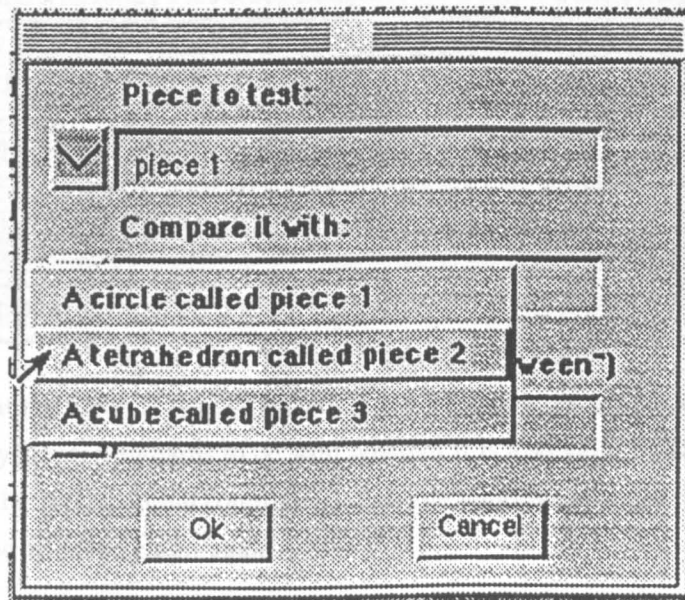 Piece to test:
piece 1
Compare it with:
A circle called piece 1
A tetrahedron called piece 2
ween")
A cube called piece 3
Ok
Cancel